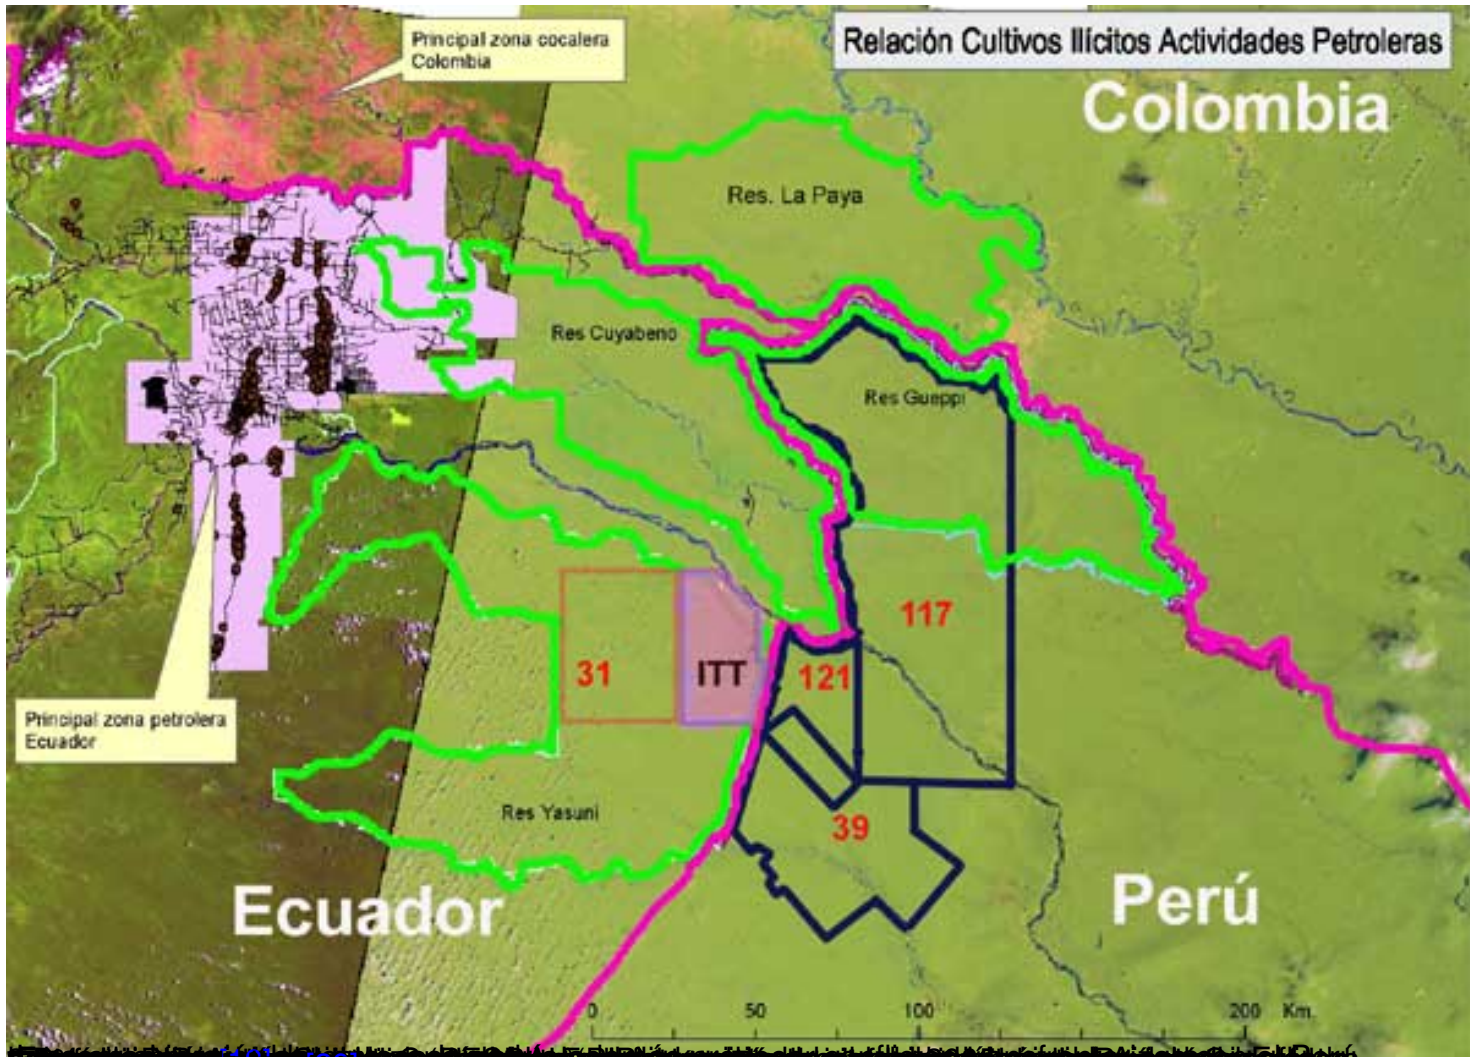 Principal zona cocalera
Colombia
Relación Cultivos Ilícitos Actividades Petroleras
Colombia
Res. La Paya
Res Cuyabeno
Res Gueppi
117
31
ITT
121
Principal zona petrolera
Ecuador
Res Yasuni
39
Ecuador
Perú
0 50 100 200 Km.